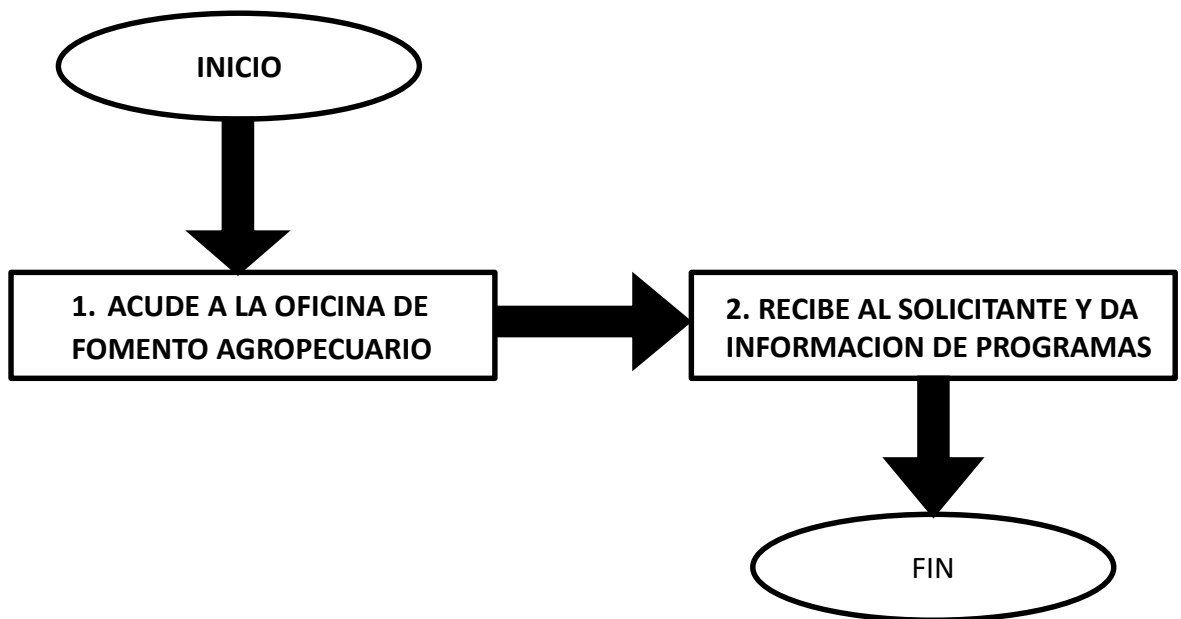 INICIO
1. ACUDE A LA OFICINA DE
FOMENTO AGROPECUARIO
2. RECIBE AL SOLICITANTE Y DA
INFORMACION DE PROGRAMAS
FIN